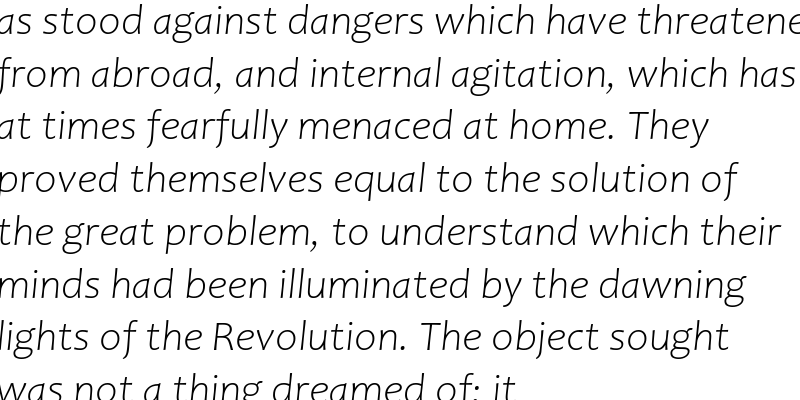 as stood against dangers which have threatene
from abroad, and internal agitation, which has
at times fearfully menaced at home. They
proved themselves equal to the solution of
the great problem, to understand which their
minds had been illuminated by the dawning
lights of the Revolution. The object sought
was not a thing dreamed of; it